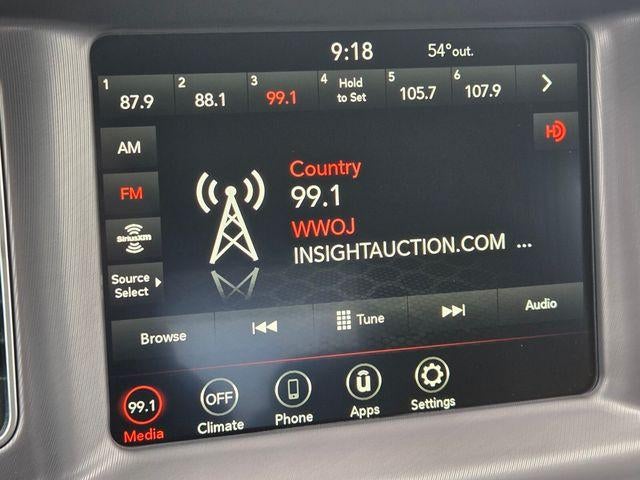 9:18 54°out.
1 2 3 4 5 6
87.9 88.1 99.1 Hold to Set 105.7 107.9
AM
HD
FM
Country
99.1
WWOJ
INSIGHTAUCTION.COM ...
SiriusXM
Source
Select
Browse Tune Audio
99.1 OFF
Media Climate Phone Apps Settings